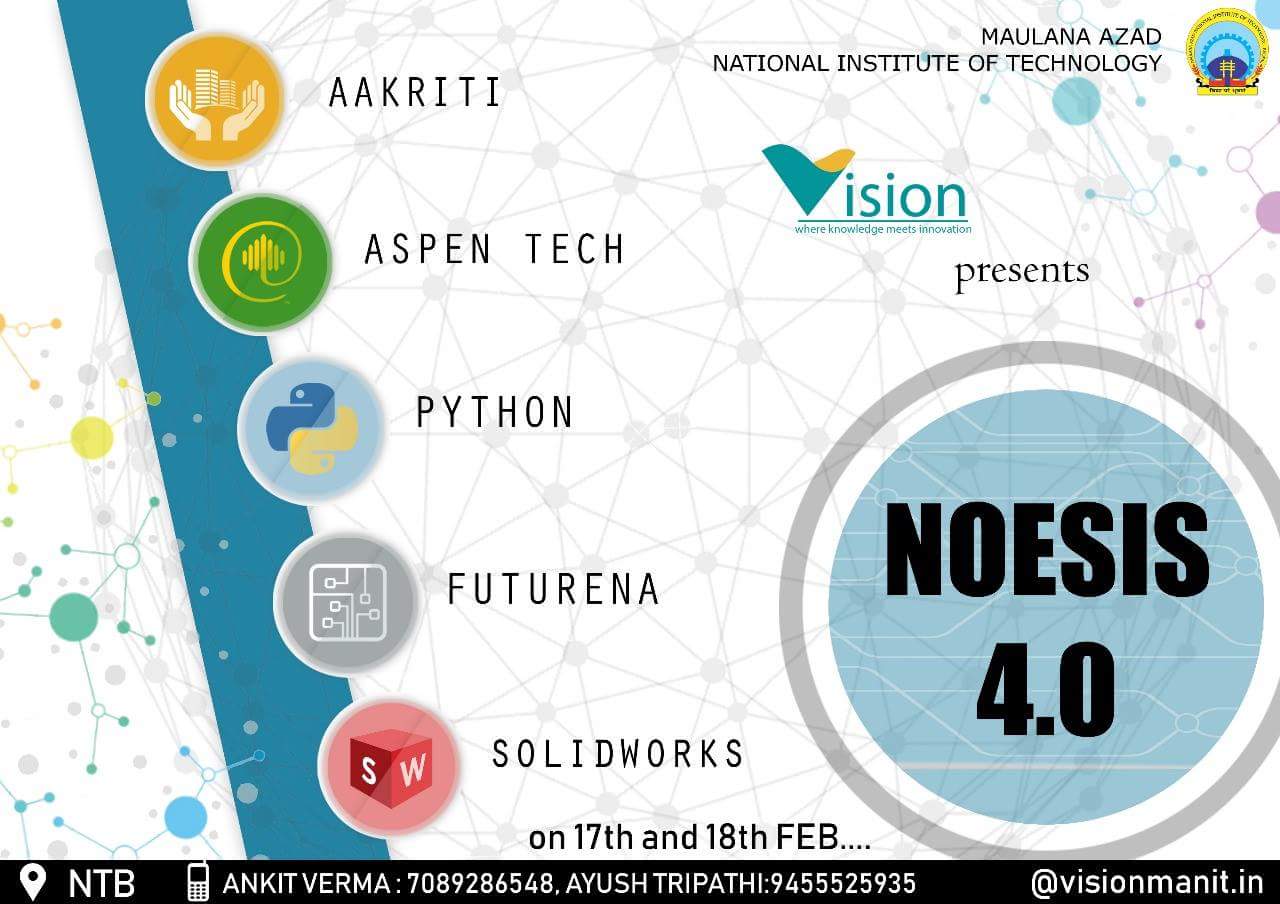 MAULANA AZAD
NATIONAL INSTITUTE OF TECHNOLOGY
Vision
where knowledge meets innovation
presents
AAKRITI
ASPEN TECH
PYTHON
FUTURENA
S W
SOLIDWORKS
NOESIS
4.0
on 17th and 18th FEB....
NTB
ANKIT VERMA : 7089286548, AYUSH TRIPATHI:9455525935
@visionmanit.in